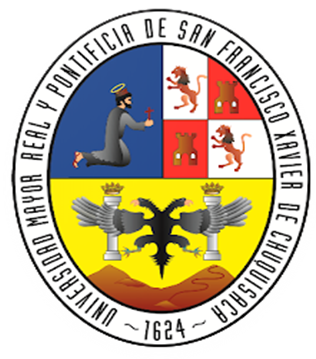 UNIVERSIDAD MAYOR REAL Y PONTIFICIA DE SAN FRANCISCO XAVIER DE CHUQUISACA
~ 1624 ~